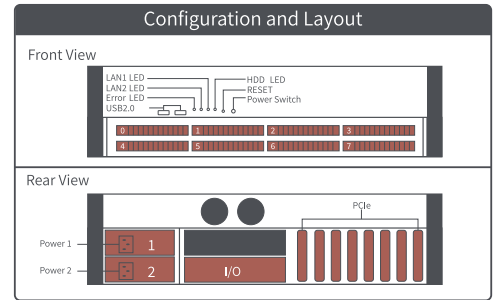 Configuration and Layout
Front View
LAN1 LED
LAN2 LED
Error LED
USB2.0
HDD LED
RESET
Power Switch
0 1 2 3
4 5 6 7
Rear View
PCIe
Power 1
1
Power 2
2
I/O